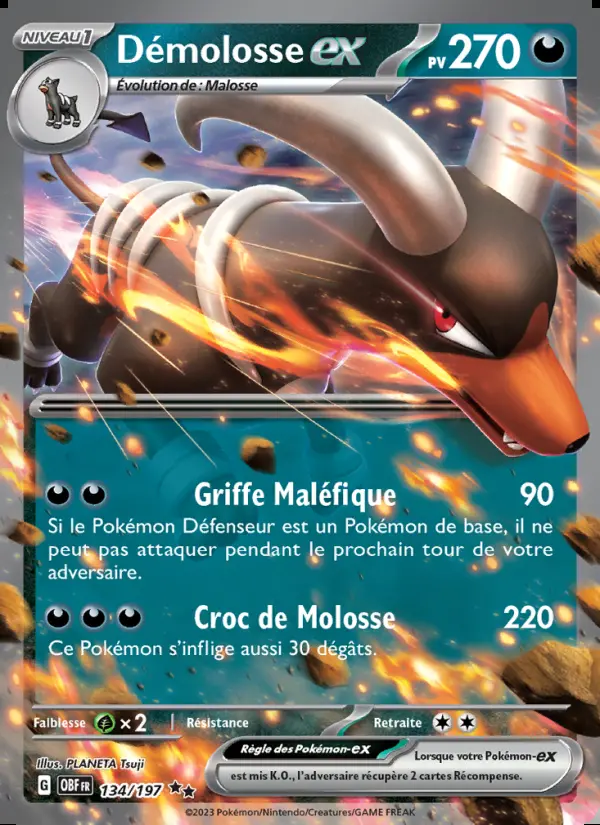 NIVEAU 1
Démolosse ex PV 270
Évolution de : Malosse
Griffe Maléfique 90
Si le Pokémon Défenseur est un Pokémon de base, il ne
peut pas attaquer pendant le prochain tour de votre
adversaire.
Croc de Molosse 220
Ce Pokémon s'inflige aussi 30 dégâts.
Faiblesse ×2 Résistance Retraite
Illus. PLANETA Tsuji
Règle des Pokémon-ex Lorsque votre Pokémon-ex
est mis K.O., l'adversaire récupère 2 cartes Récompense.
G OBF FR 134/197 ★★
©2023 Pokémon/Nintendo/Creatures/GAME FREAK